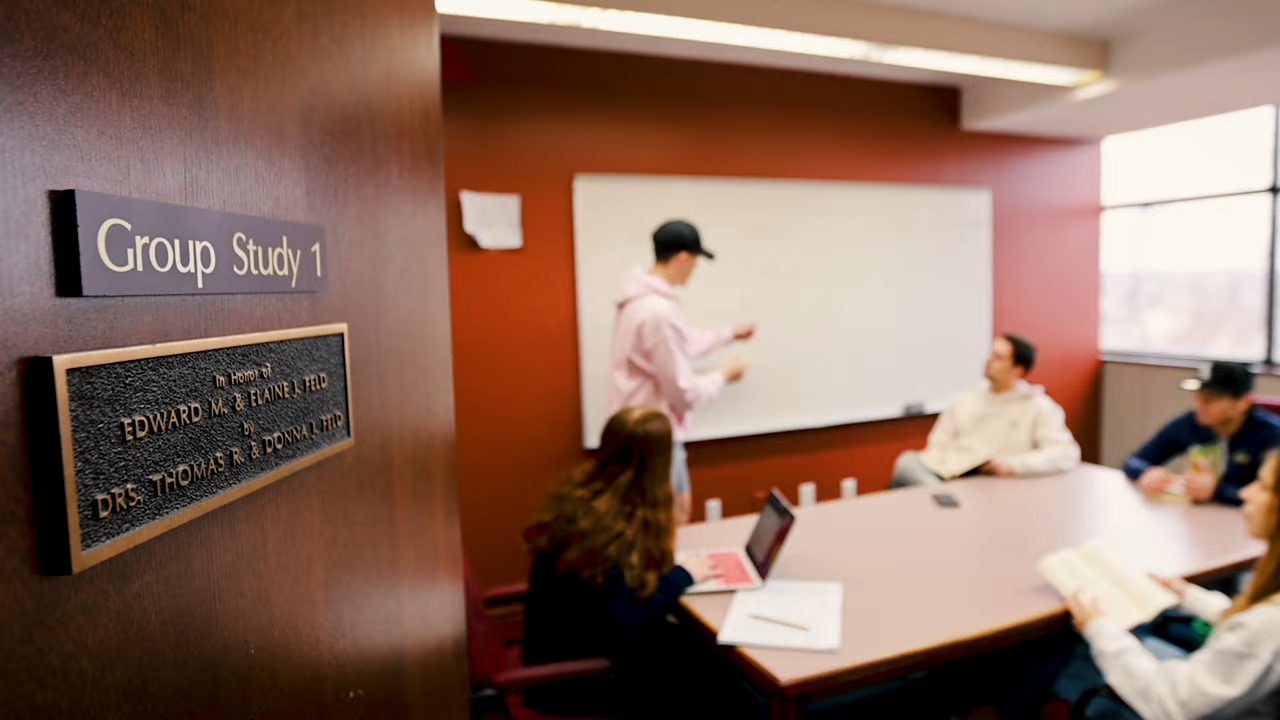 Group Study 1
In Honor of
EDWARD M. & ELAINE J. FELD
by
DRS. THOMAS R. & DONNA J. FELD